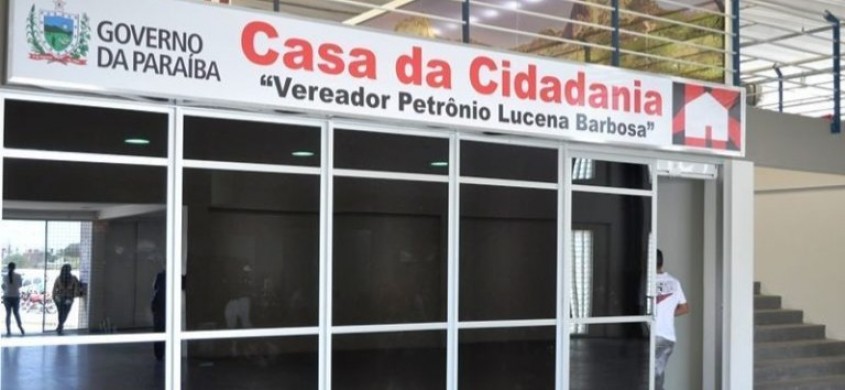 GOVERNO
DA PARAÍBA
Casa da Cidadania
“Vereador Petrônio Lucena Barbosa”